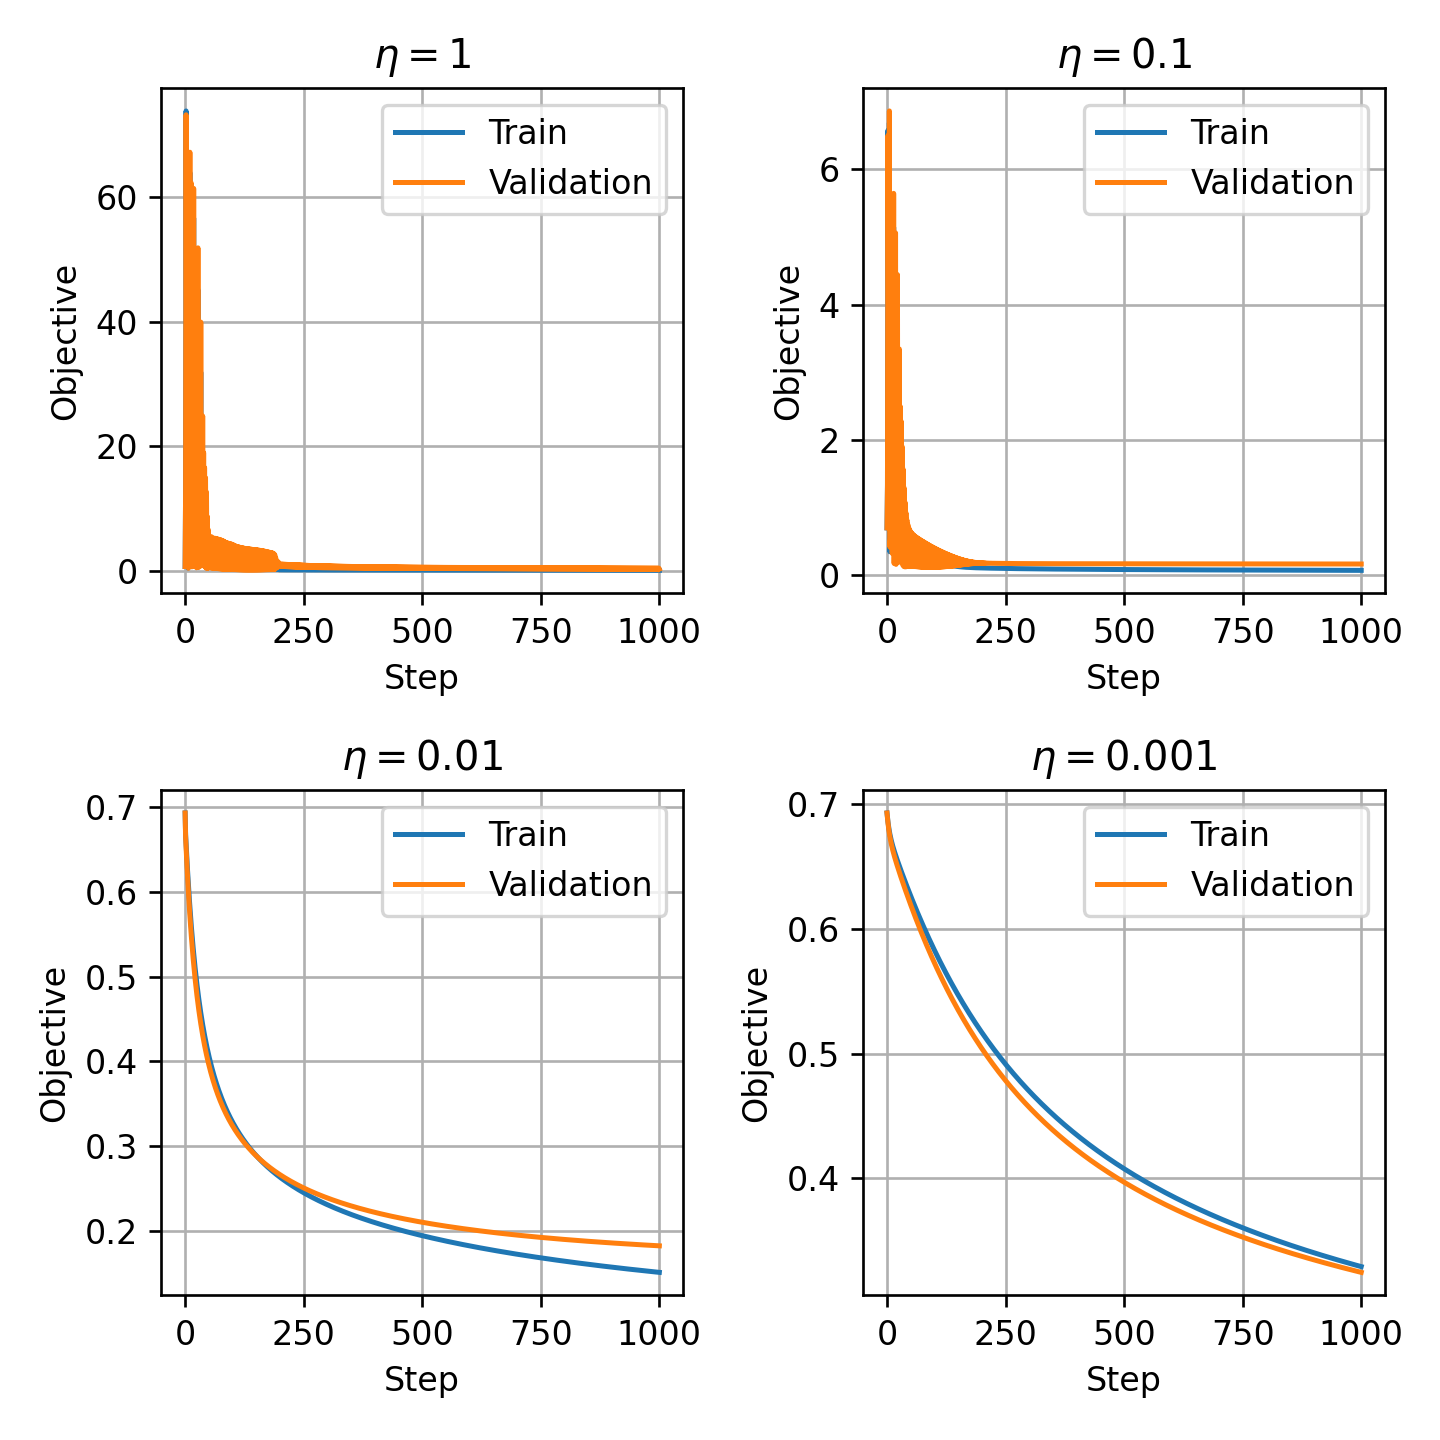 η = 1
Train
Validation
60
40
20
0
Objective
0 250 500 750 1000
Step
η = 0.1
Train
Validation
6
4
2
0
Objective
0 250 500 750 1000
Step
η = 0.01
Train
Validation
0.7
0.6
0.5
0.4
0.3
0.2
Objective
0 250 500 750 1000
Step
η = 0.001
Train
Validation
0.7
0.6
0.5
0.4
Objective
0 250 500 750 1000
Step